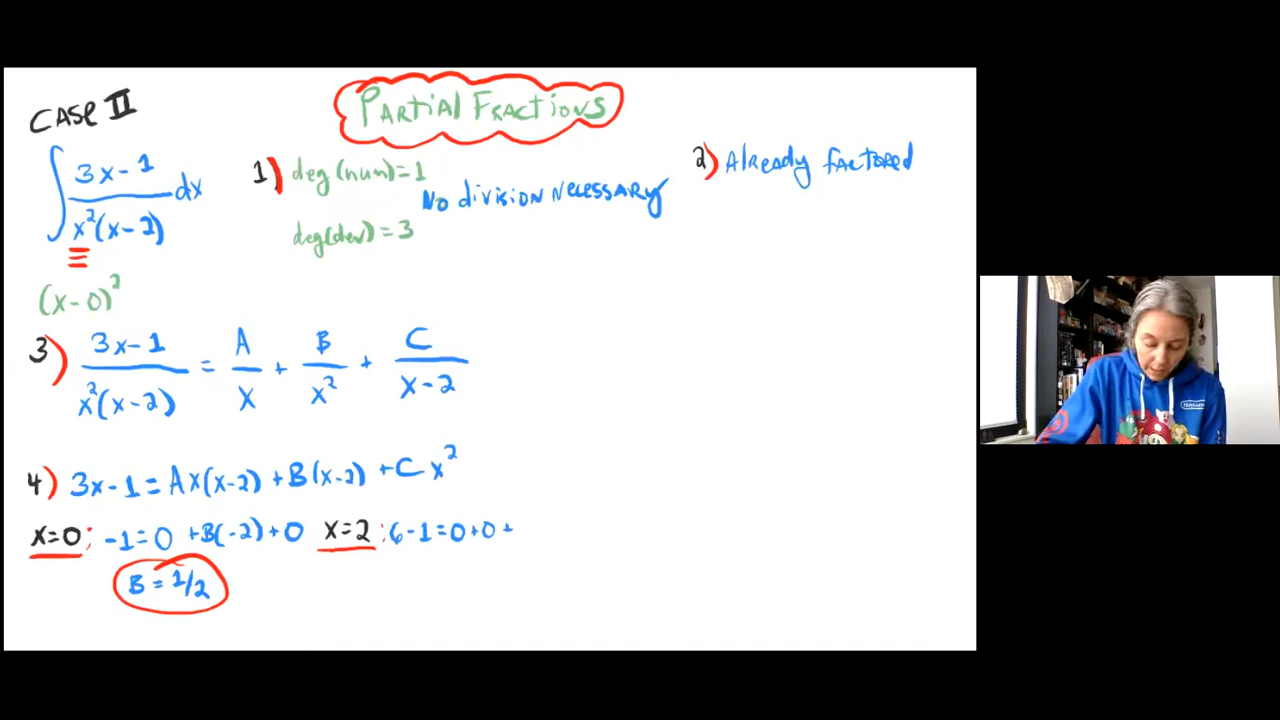 CASE II
Partial Fractions
∫ 3x-1 / x²(x-2) dx
1) deg(num)=1
No division necessary
deg(den)=3
2) Already factored
(x-0)²
3) 3x-1 / x²(x-2) = A/x + B/x² + C/x-2
4) 3x-1 = Ax(x-2) + B(x-2) + Cx²
x=0: -1=0 +B(-2)+0 x=2: 6-1=0+0+
B = 1/2